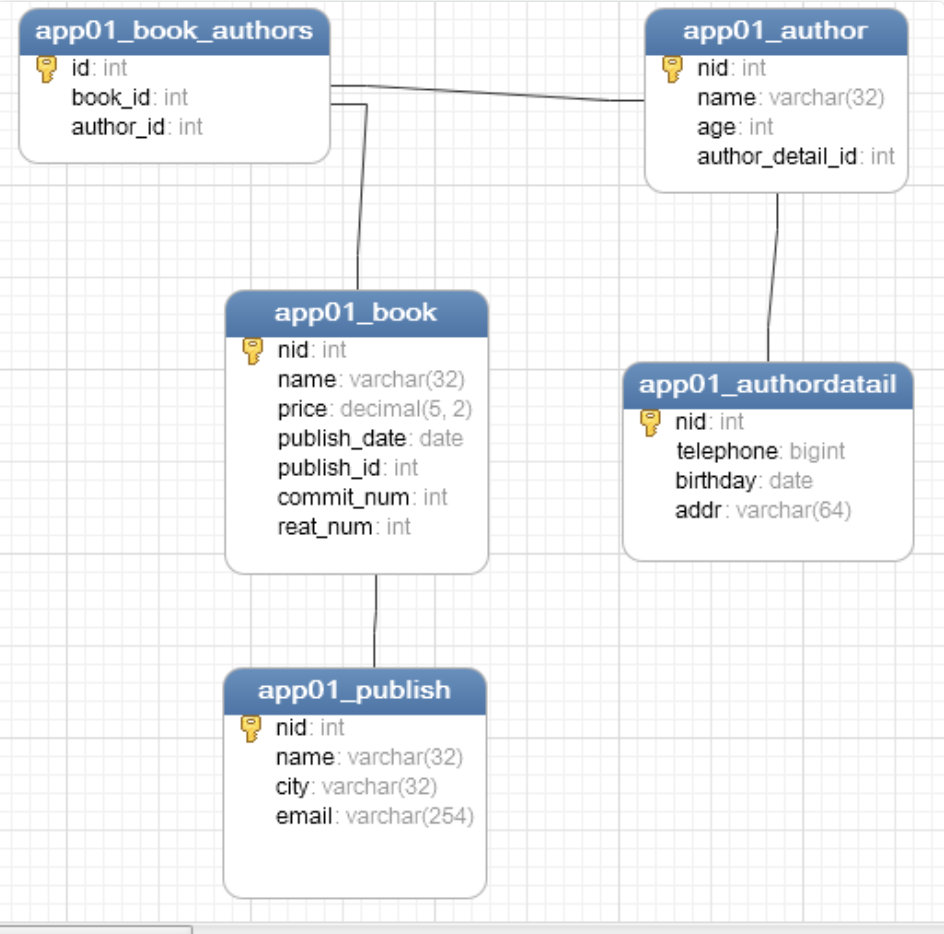 app01_book_authors
id: int
book_id: int
author_id: int
app01_author
nid: int
name: varchar(32)
age: int
author_detail_id: int
app01_book
nid: int
name: varchar(32)
price: decimal(5, 2)
publish_date: date
publish_id: int
commit_num: int
reat_num: int
app01_authordatail
nid: int
telephone: bigint
birthday: date
addr: varchar(64)
app01_publish
nid: int
name: varchar(32)
city: varchar(32)
email: varchar(254)